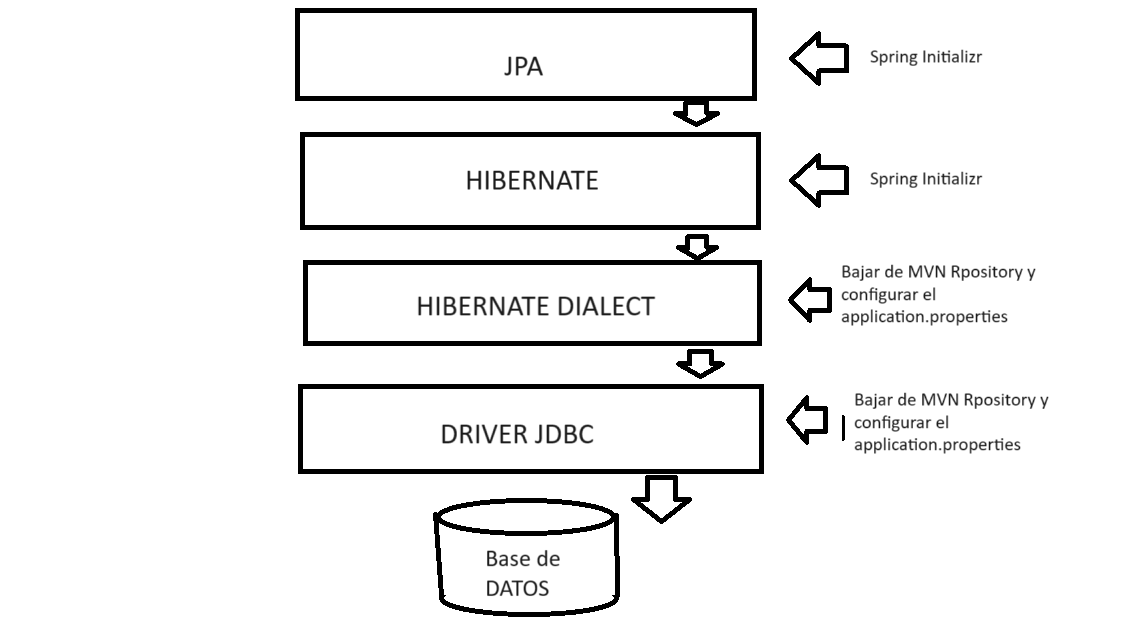 JPA
Spring Initializr
HIBERNATE
Spring Initializr
HIBERNATE DIALECT
Bajar de MVN Rpository y
configurar el
application.properties
DRIVER JDBC
Bajar de MVN Rpository y
configurar el
application.properties
Base de
DATOS